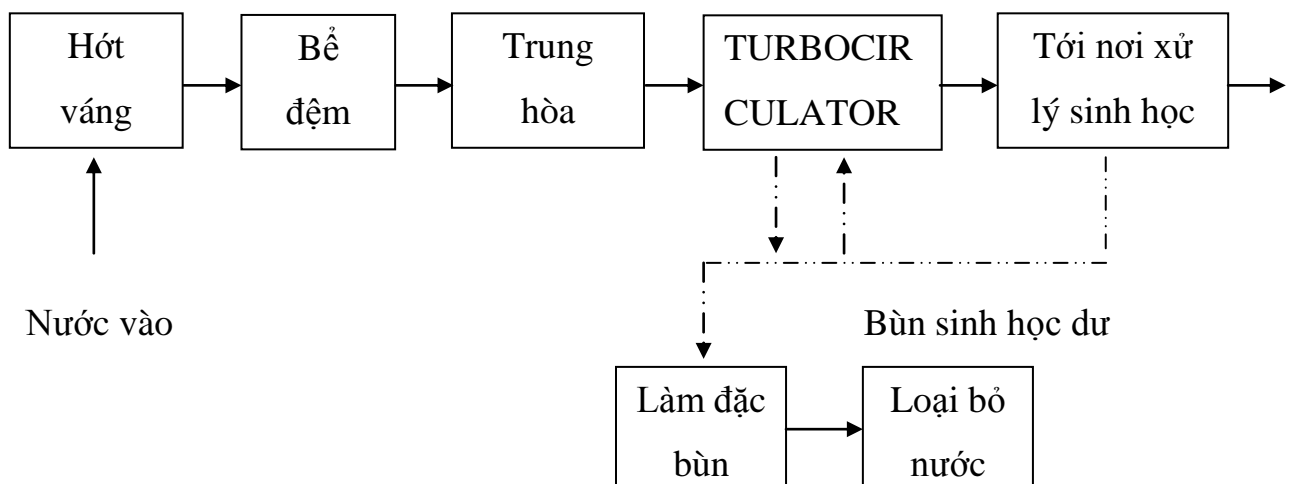 Hớt
váng
Bể
đệm
Trung
hòa
TURBOCIR
CULATOR
Tới nơi xử
lý sinh học
Nước vào
Bùn sinh học dư
Làm đặc
bùn
Loại bỏ
nước